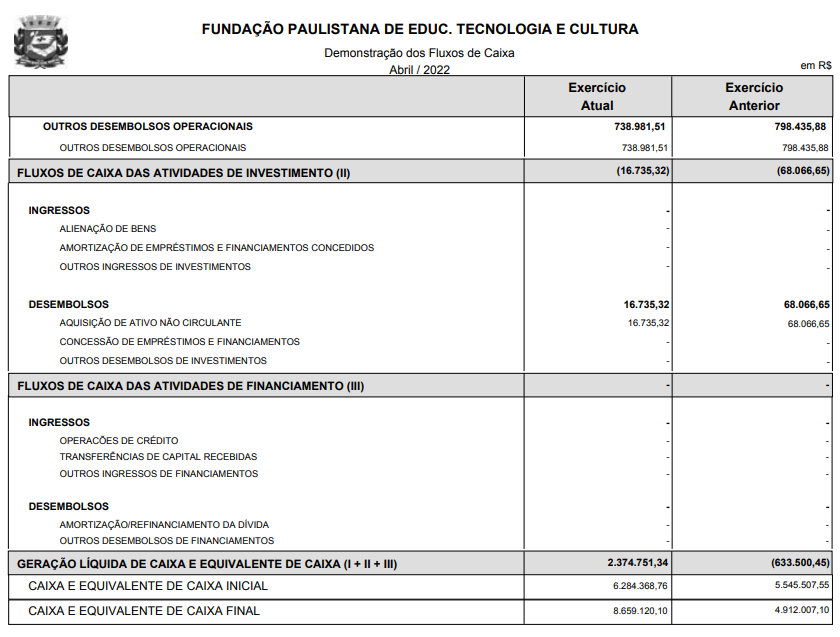 FUNDAÇÃO PAULISTANA DE EDUC. TECNOLOGIA E CULTURA
Demonstração dos Fluxos de Caixa
Abril / 2022
em R$
Exercício Atual Exercício Anterior
OUTROS DESEMBOLSOS OPERACIONAIS 738.981,51 798.435,88
OUTROS DESEMBOLSOS OPERACIONAIS 738.981,51 798.435,88
FLUXOS DE CAIXA DAS ATIVIDADES DE INVESTIMENTO (II) (16.735,32) (68.066,65)
INGRESSOS - -
ALIENAÇÃO DE BENS - -
AMORTIZAÇÃO DE EMPRÉSTIMOS E FINANCIAMENTOS CONCEDIDOS - -
OUTROS INGRESSOS DE INVESTIMENTOS - -
DESEMBOLSOS 16.735,32 68.066,65
AQUISIÇÃO DE ATIVO NÃO CIRCULANTE 16.735,32 68.066,65
CONCESSÃO DE EMPRÉSTIMOS E FINANCIAMENTOS - -
OUTROS DESEMBOLSOS DE INVESTIMENTOS - -
FLUXOS DE CAIXA DAS ATIVIDADES DE FINANCIAMENTO (III) - -
INGRESSOS - -
OPERACÕES DE CRÉDITO - -
TRANSFERÊNCIAS DE CAPITAL RECEBIDAS - -
OUTROS INGRESSOS DE FINANCIAMENTOS - -
DESEMBOLSOS - -
AMORTIZAÇÃO/REFINANCIAMENTO DA DÍVIDA - -
OUTROS DESEMBOLSOS DE FINANCIAMENTOS - -
GERAÇÃO LÍQUIDA DE CAIXA E EQUIVALENTE DE CAIXA (I + II + III) 2.374.751,34 (633.500,45)
CAIXA E EQUIVALENTE DE CAIXA INICIAL 6.284.368,76 5.545.507,55
CAIXA E EQUIVALENTE DE CAIXA FINAL 8.659.120,10 4.912.007,10